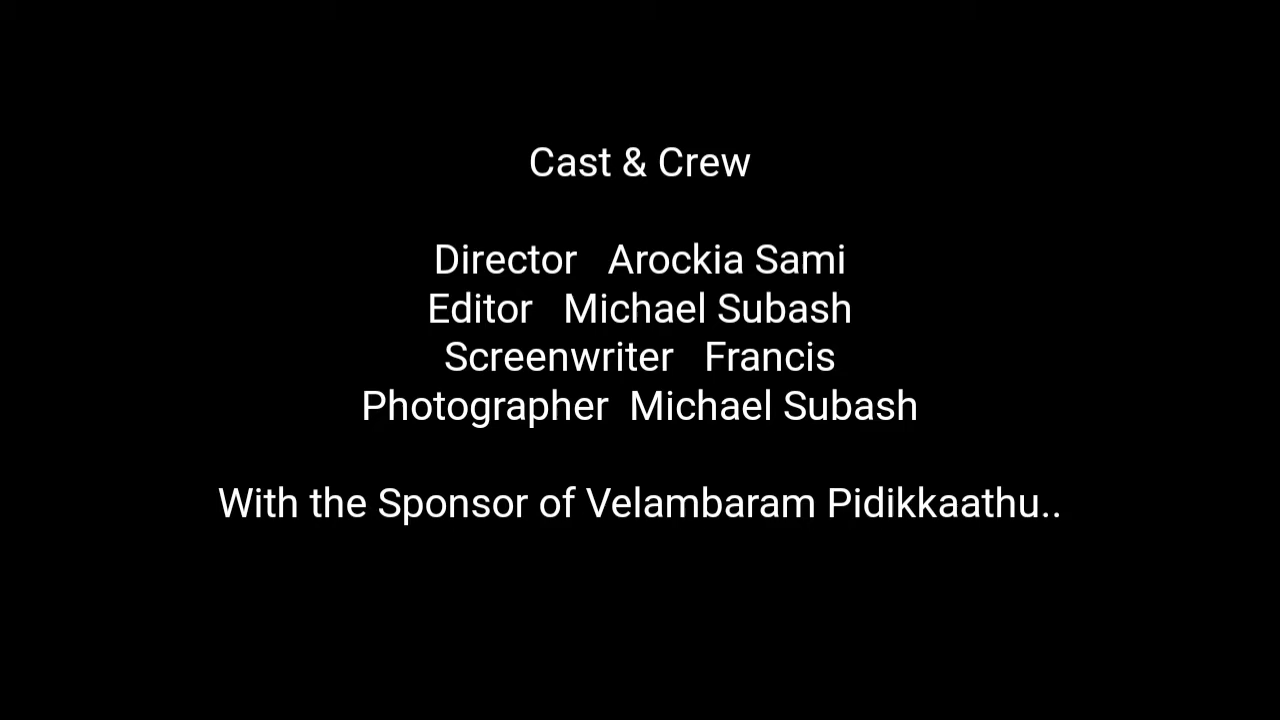 Cast & Crew
Director   Arockia Sami
Editor   Michael Subash
Screenwriter   Francis
Photographer  Michael Subash
With the Sponsor of Velambaram Pidikkaathu..